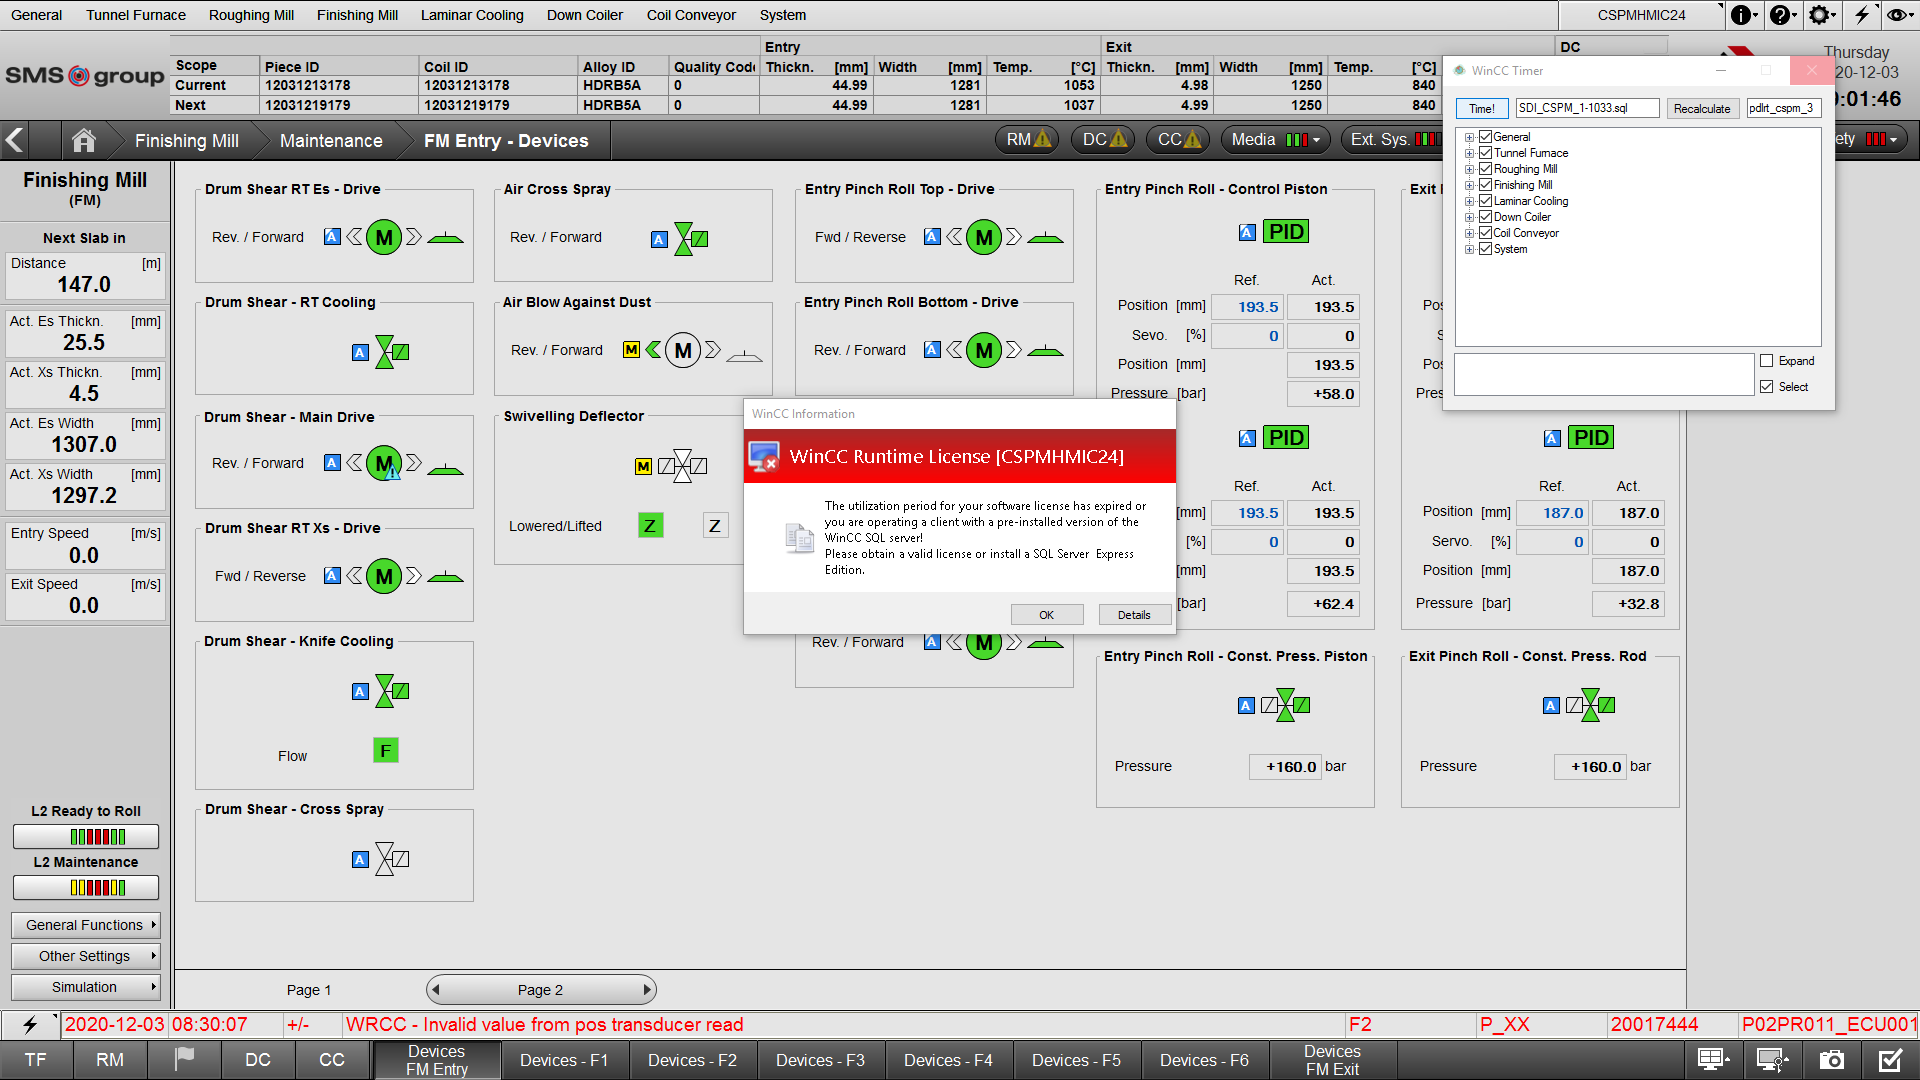 General Tunnel Furnace Roughing Mill Finishing Mill Laminar Cooling Down Coiler Coil Conveyor System CSPMHMIC24
SMS group
Entry Exit DC
Scope Piece ID Coil ID Alloy ID Quality Code Thickn. [mm] Width [mm] Temp. [°C] Thickn. [mm] Width [mm] Temp. [°C]
Current 12031213178 12031213178 HDRB5A 0 44.99 1281 1053 4.98 1250 840
Next 12031219179 12031219179 HDRB5A 0 44.99 1281 1037 4.99 1250 840
Thursday
20-12-03
0:01:46
Finishing Mill Maintenance FM Entry - Devices RM DC CC Media Ext. Sys. ety
WinCC Timer
Time! SDI_CSPM_1-1033.sql Recalculate pdlrt_cspm_3
General
Tunnel Furnace
Roughing Mill
Finishing Mill
Laminar Cooling
Down Coiler
Coil Conveyor
System
Expand
Select
Finishing Mill
(FM)
Next Slab in
Distance [m]
147.0
Act. Es Thickn. [mm]
25.5
Act. Xs Thickn. [mm]
4.5
Act. Es Width [mm]
1307.0
Act. Xs Width [mm]
1297.2
Entry Speed [m/s]
0.0
Exit Speed [m/s]
0.0
L2 Ready to Roll
L2 Maintenance
General Functions
Other Settings
Simulation
Drum Shear RT Es - Drive
Rev. / Forward A M
Drum Shear - RT Cooling
A
Drum Shear - Main Drive
Rev. / Forward A M
Drum Shear RT Xs - Drive
Fwd / Reverse A M
Drum Shear - Knife Cooling
A
Flow F
Drum Shear - Cross Spray
A
Air Cross Spray
Rev. / Forward A
Air Blow Against Dust
Rev. / Forward M M
Swivelling Deflector
M
Lowered/Lifted Z Z
Entry Pinch Roll Top - Drive
Fwd / Reverse A M
Entry Pinch Roll Bottom - Drive
Rev. / Forward A M
Rev. / Forward A M
Entry Pinch Roll - Control Piston
A PID
Ref. Act.
Position [mm] 193.5 193.5
Sevo. [%] 0 0
Position [mm] 193.5
Pressure [bar] +58.0
A PID
Ref. Act.
[mm] 193.5 193.5
[%] 0 0
[mm] 193.5
[bar] +62.4
Entry Pinch Roll - Const. Press. Piston
A
Pressure +160.0 bar
Exit
Pos
S
Pos
Press
A PID
Ref. Act.
Position [mm] 187.0 187.0
Servo. [%] 0 0
Position [mm] 187.0
Pressure [bar] +32.8
Exit Pinch Roll - Const. Press. Rod
A
Pressure +160.0 bar
WinCC Information
WinCC Runtime License [CSPMHMIC24]
The utilization period for your software license has expired or
you are operating a client with a pre-installed version of the
WinCC SQL server!
Please obtain a valid license or install a SQL Server Express
Edition.
OK Details
Page 1 Page 2
2020-12-03 08:30:07 +/- WRCC - Invalid value from pos transducer read F2 P_XX 20017444 P02PR011_ECU001
TF RM DC CC Devices FM Entry Devices - F1 Devices - F2 Devices - F3 Devices - F4 Devices - F5 Devices - F6 Devices FM Exit